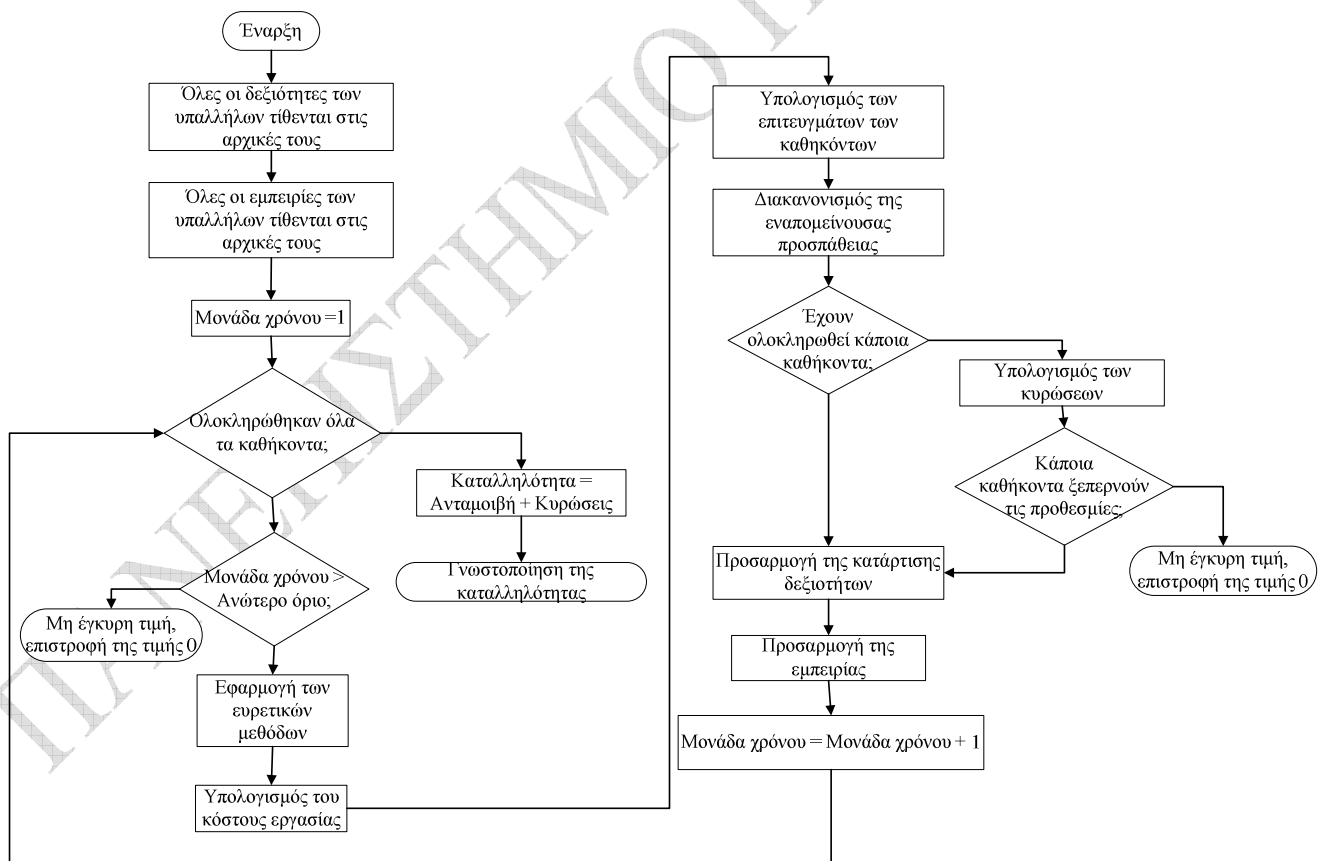 Έναρξη
Όλες οι δεξιότητες των
υπαλλήλων τίθενται στις
αρχικές τους
Όλες οι εμπειρίες των
υπαλλήλων τίθενται στις
αρχικές τους
Μονάδα χρόνου =1
Ολοκληρώθηκαν όλα
τα καθήκοντα;
Καταλληλότητα =
Ανταμοιβή + Κυρώσεις
Γνωστοποίηση της
καταλληλότητας
Μονάδα χρόνου >
Ανώτερο όριο;
Μη έγκυρη τιμή,
επιστροφή της τιμής 0
Εφαρμογή των
ευρετικών
μεθόδων
Υπολογισμός του
κόστους εργασίας
Υπολογισμός των
επιτευγμάτων των
καθηκόντων
Διακανονισμός της
εναπομείνουσας
προσπάθειας
Έχουν
ολοκληρωθεί κάποια
καθήκοντα;
Υπολογισμός των
κυρώσεων
Κάποια
καθήκοντα ξεπερνούν
τις προθεσμίες;
Μη έγκυρη τιμή,
επιστροφή της τιμής 0
Προσαρμογή της κατάρτισης
δεξιοτήτων
Προσαρμογή της
εμπειρίας
Μονάδα χρόνου = Μονάδα χρόνου + 1
ΠΑΝΕΠΙΣΤΗΜΙΟ